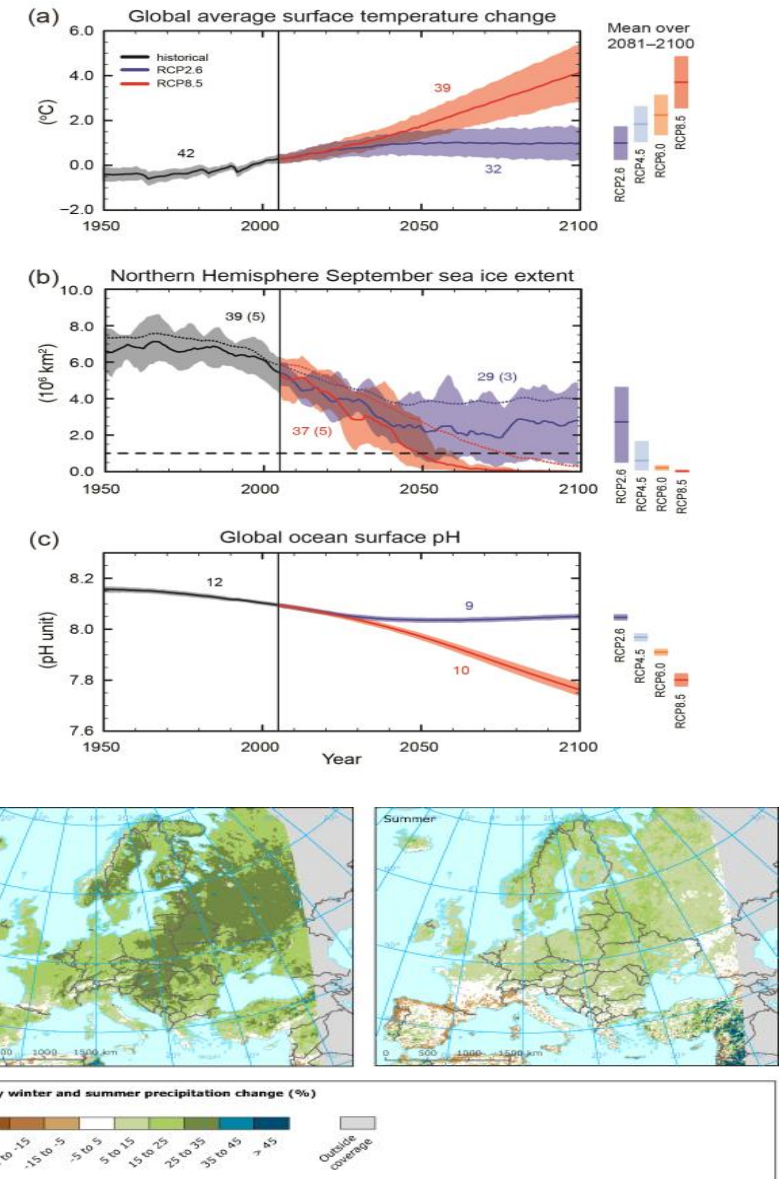 (a) Global average surface temperature change
Mean over
2081–2100
6.0
4.0
2.0
0.0
−2.0
(ºC)
historical
RCP2.6
RCP8.5
42
39
32
1950
2000
2050
2100
RCP2.6
RCP4.5
RCP6.0
RCP8.5
(b) Northern Hemisphere September sea ice extent
10.0
8.0
6.0
4.0
2.0
0.0
(10⁶ km²)
39 (5)
29 (3)
37 (5)
1950
2000
2050
2100
RCP2.6
RCP4.5
RCP6.0
RCP8.5
(c) Global ocean surface pH
8.2
8.0
7.8
7.6
(pH unit)
12
9
10
1950
2000
2050
2100
Year
RCP2.6
RCP4.5
RCP6.0
RCP8.5
Summer
1000 1500 km
0 500 1000 1500 km
winter and summer precipitation change (%)
to -15
-15 to -5
-5 to 5
5 to 15
15 to 25
25 to 35
35 to 45
> 45
Outside
coverage